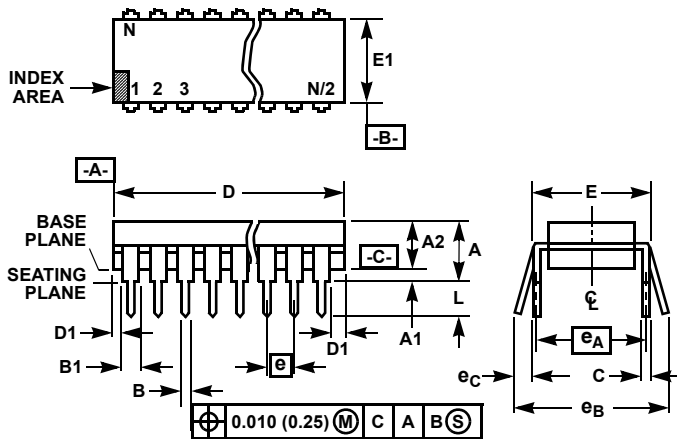 N
E1
INDEX
AREA
1 2 3 N/2
-B-
-A-
D
E
BASE
PLANE
A2
A
-C-
SEATING
PLANE
L
CL
D1
D1
A1
eA
B1
e
eC
C
B
eB
0.010 (0.25) M C A B S